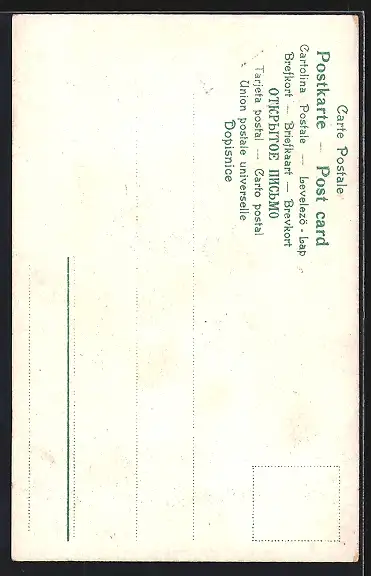 Carte Postale
Postkarte — Post card
Cartolina Postale — Levelező-Lap
Brefkort — Briefkaart — Brevkort
ОТКРЫТОЕ ПИСЬМО
Tarjeta postal — Carto postal
Union postale universelle
Dopisnice